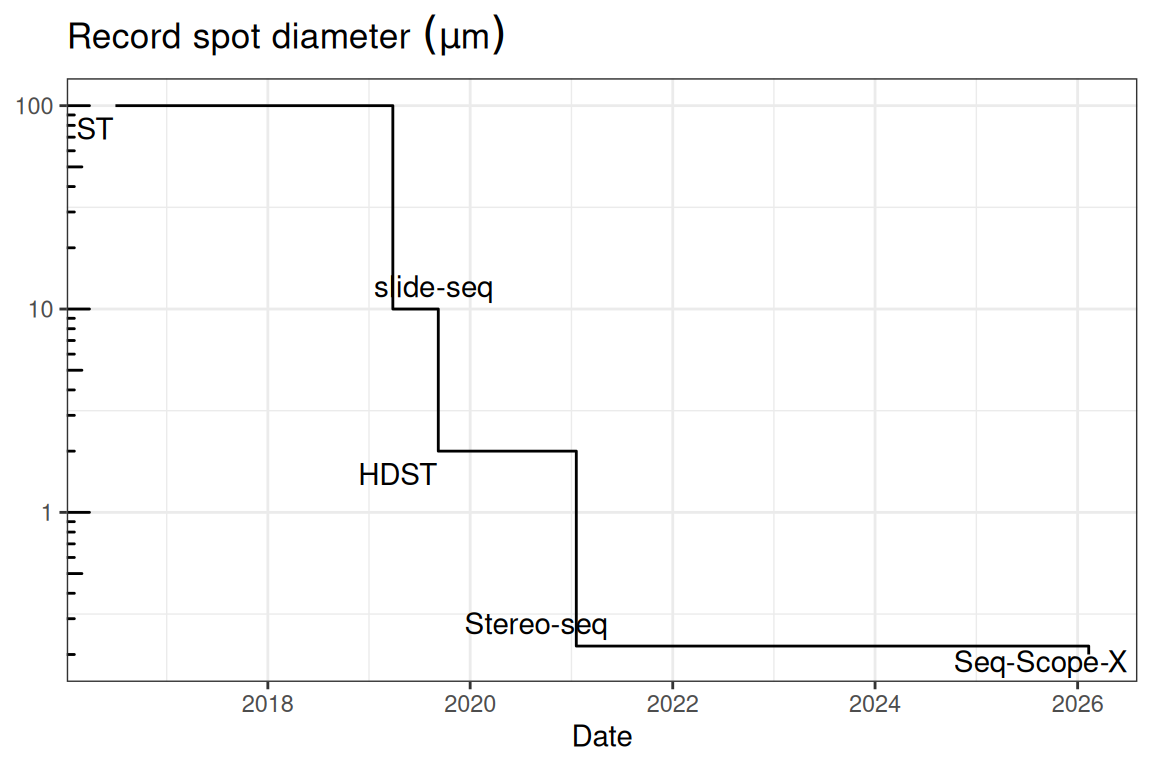 Record spot diameter (μm)
100
ST
slide-seq
10
HDST
1
Stereo-seq
Seq-Scope-X
2018 2020 2022 2024 2026
Date